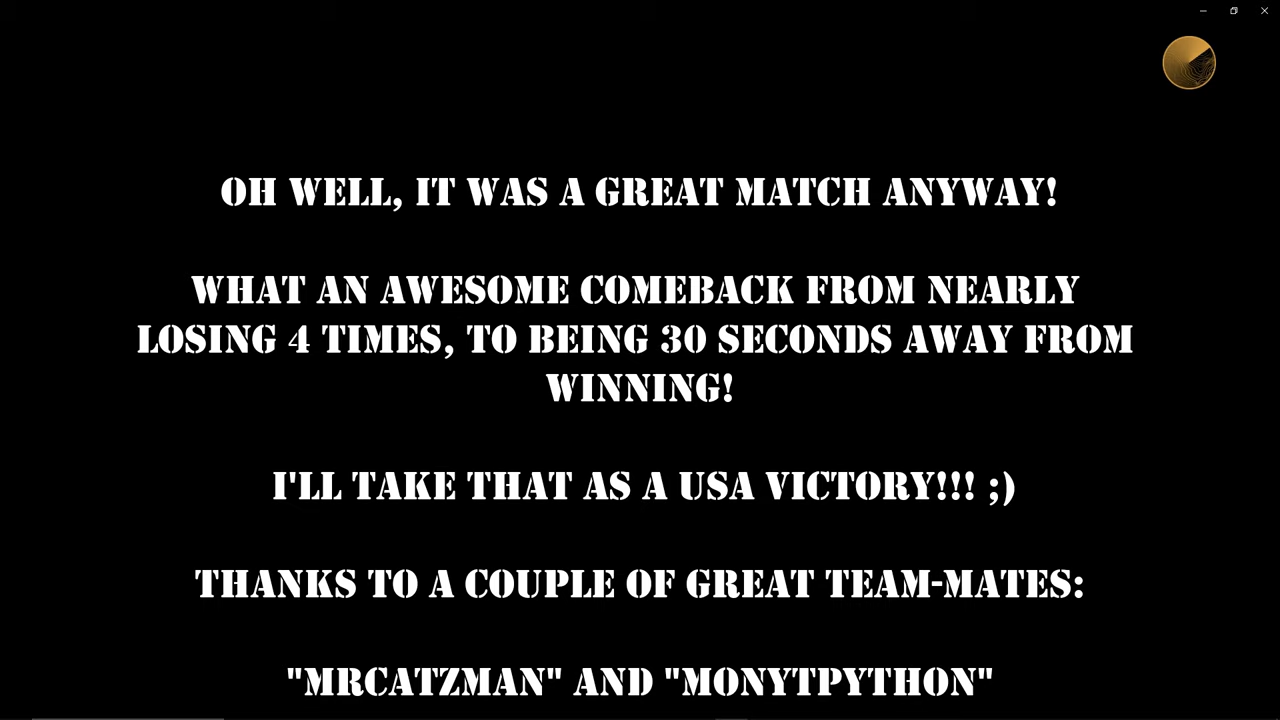 OH WELL, IT WAS A GREAT MATCH ANYWAY!
WHAT AN AWESOME COMEBACK FROM NEARLY
LOSING 4 TIMES, TO BEING 30 SECONDS AWAY FROM
WINNING!
I'LL TAKE THAT AS A USA VICTORY!!! ;)
THANKS TO A COUPLE OF GREAT TEAM-MATES:
"MRCATZMAN" AND "MONYTPYTHON"